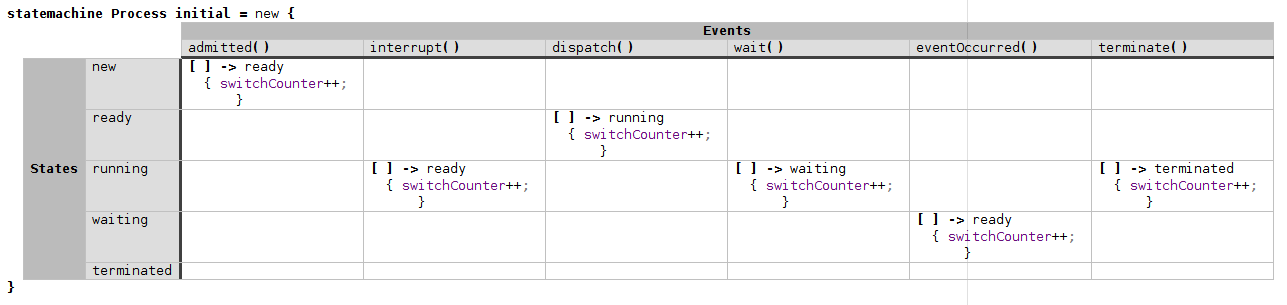 statemachine Process initial = new {
Events
admitted() interrupt() dispatch() wait() eventOccurred() terminate()
new [ ] -> ready
{ switchCounter++;
}
ready [ ] -> running
{ switchCounter++;
}
States running [ ] -> ready [ ] -> waiting [ ] -> terminated
{ switchCounter++; { switchCounter++; { switchCounter++;
} } }
waiting [ ] -> ready
{ switchCounter++;
}
terminated
}